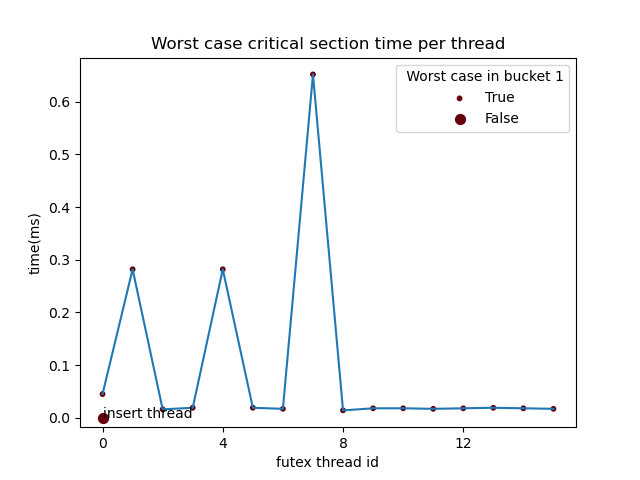 Worst case critical section time per thread
Worst case in bucket 1
True
False
0.6
0.5
0.4
0.3
0.2
0.1
0.0
time(ms)
insert thread
0
4
8
12
futex thread id